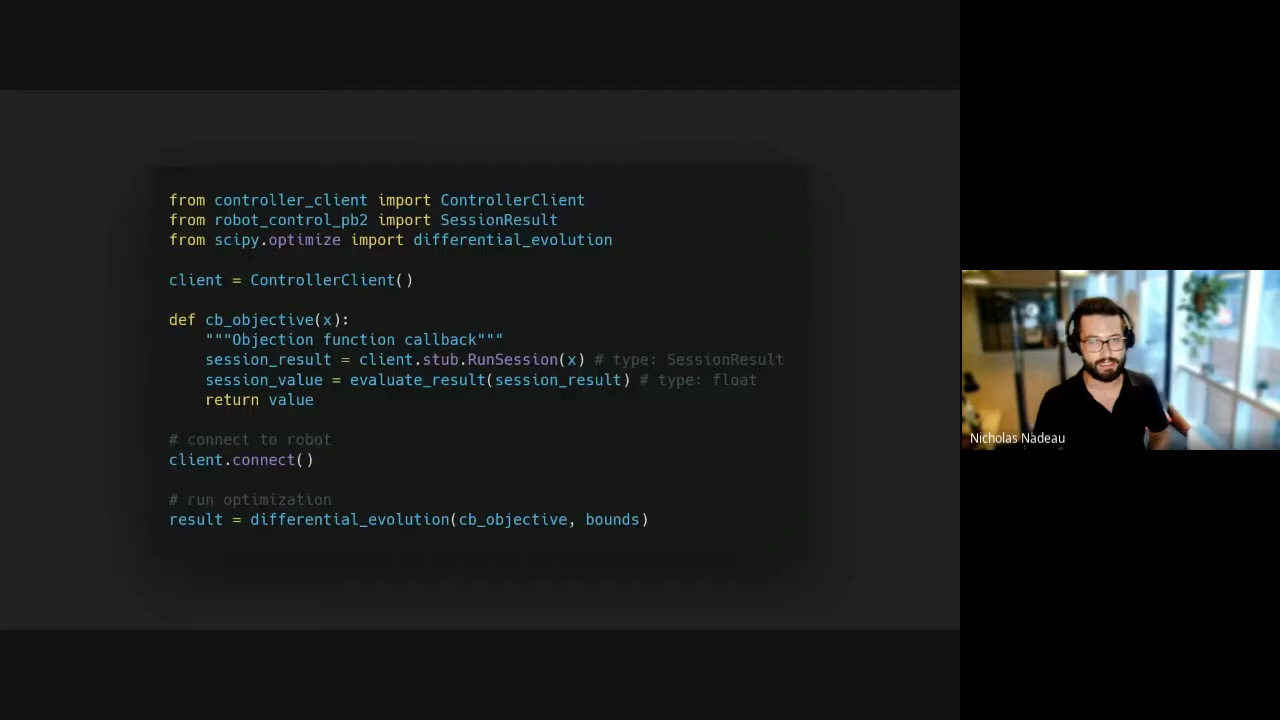 from controller_client import ControllerClient
from robot_control_pb2 import SessionResult
from scipy.optimize import differential_evolution
client = ControllerClient()
def cb_objective(x):
"""Objection function callback"""
session_result = client.stub.RunSession(x) # type: SessionResult
session_value = evaluate_result(session_result) # type: float
return value
# connect to robot
client.connect()
# run optimization
result = differential_evolution(cb_objective, bounds)
Nicholas Nadeau